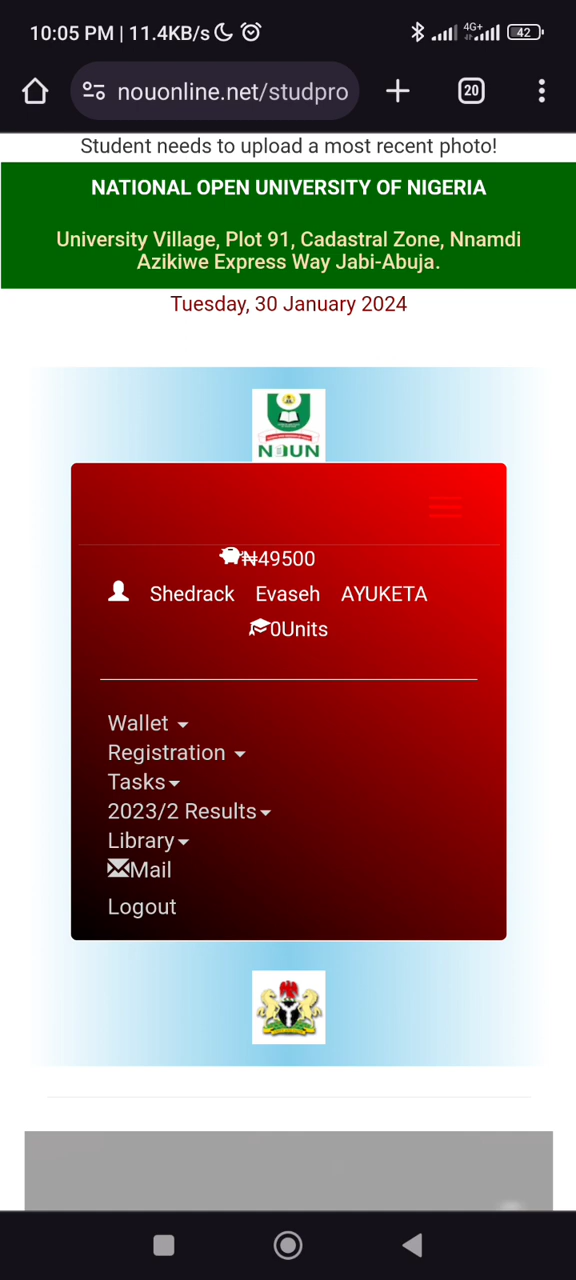 10:05 PM | 11.4KB/s
4G+
42
nouonline.net/studpro
20
Student needs to upload a most recent photo!
NATIONAL OPEN UNIVERSITY OF NIGERIA
University Village, Plot 91, Cadastral Zone, Nnamdi
Azikiwe Express Way Jabi-Abuja.
Tuesday, 30 January 2024
NOUN
₦49500
Shedrack Evaseh AYUKETA
0Units
Wallet
Registration
Tasks
2023/2 Results
Library
Mail
Logout